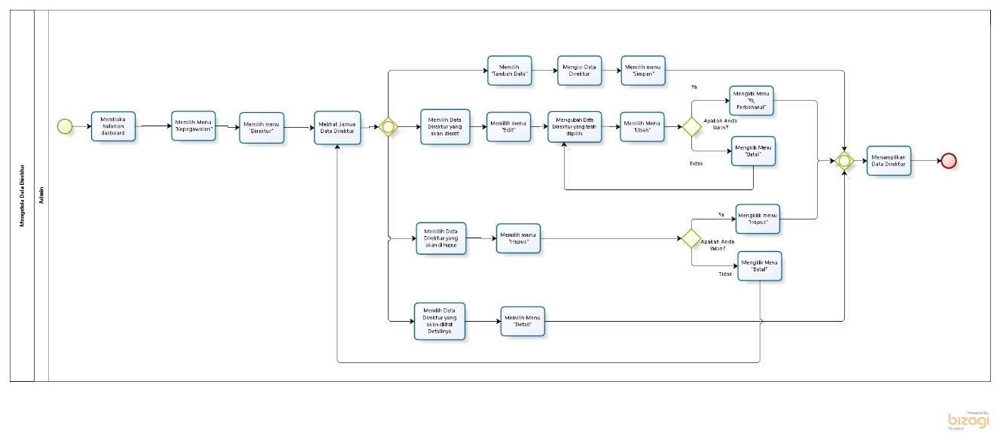 Mengelola Data Direktur
Admin
Membuka
halaman
dasboard
Memilih Menu
"Kepegawaian"
Memilih menu
"Direktur"
Melihat Semua
Data Direktur
Memilih
"Tambah Data"
Mengisi Data
Direktur
Memilih menu
"Simpan"
Memilih Data
Direktur yang
akan dieidt
Memilih menu
"Edit"
Mengubah Data
Direktur yang telah
dipilih
Memilih Menu
"Ubah"
Apakah Anda
Yakin?
Ya
Mengklik Menu
"Ya,
Perbaharui"
Tidak
Mengklik Menu
"Batal"
Memilih Data
Direktur yang
akan dihapus
Memilih menu
"Hapus"
Apakah Anda
Yakin?
Ya
Mengklik menu
"Hapus"
Tidak
Mengklik Menu
"Batal"
Memlih Data
Direktur yang
akan dilihat
Detailnya
Memilih Menu
"Detail"
Menampilkan
Data Direktur
Powered by
bizagi
Modeler